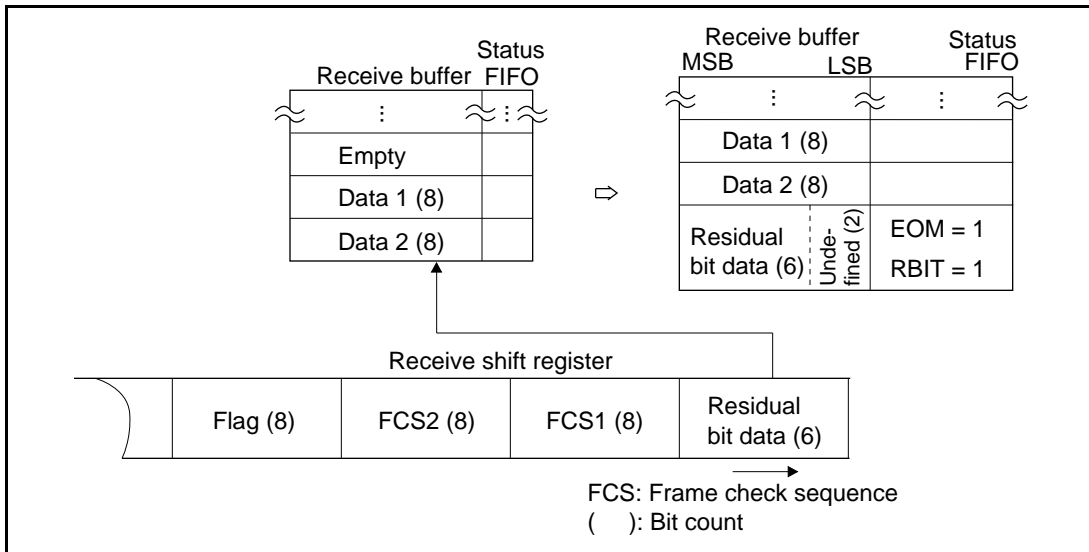 Receive buffer
Status
FIFO
⋮
⋮
Empty
Data 1 (8)
Data 2 (8)
⇨
Receive buffer
Status
FIFO
MSB
LSB
⋮
⋮
Data 1 (8)
Data 2 (8)
Residual
bit data (6)
Unde-
fined (2)
EOM = 1
RBIT = 1
Receive shift register
Flag (8)
FCS2 (8)
FCS1 (8)
Residual
bit data (6)
FCS: Frame check sequence
( ): Bit count